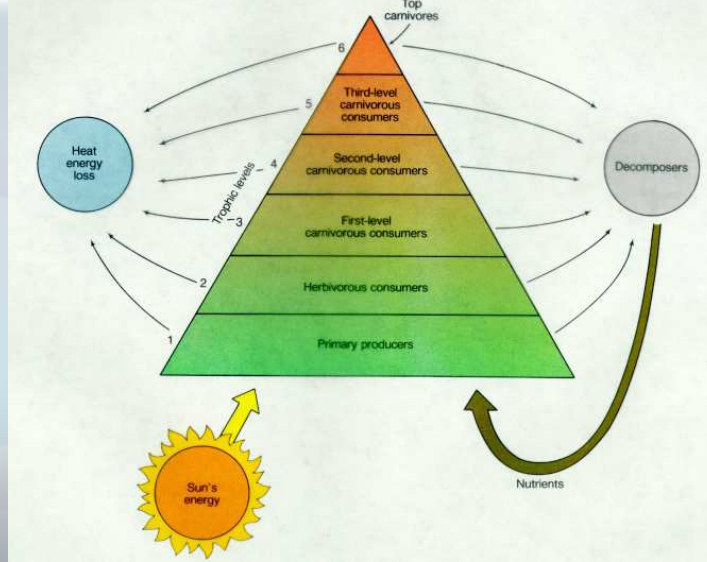 Top
carnivores
6
Third-level
carnivorous
consumers
5
Heat
energy
loss
Second-level
carnivorous consumers
4
Decomposers
Trophic levels
First-level
carnivorous consumers
3
Herbivorous consumers
2
Primary producers
1
Sun's
energy
Nutrients